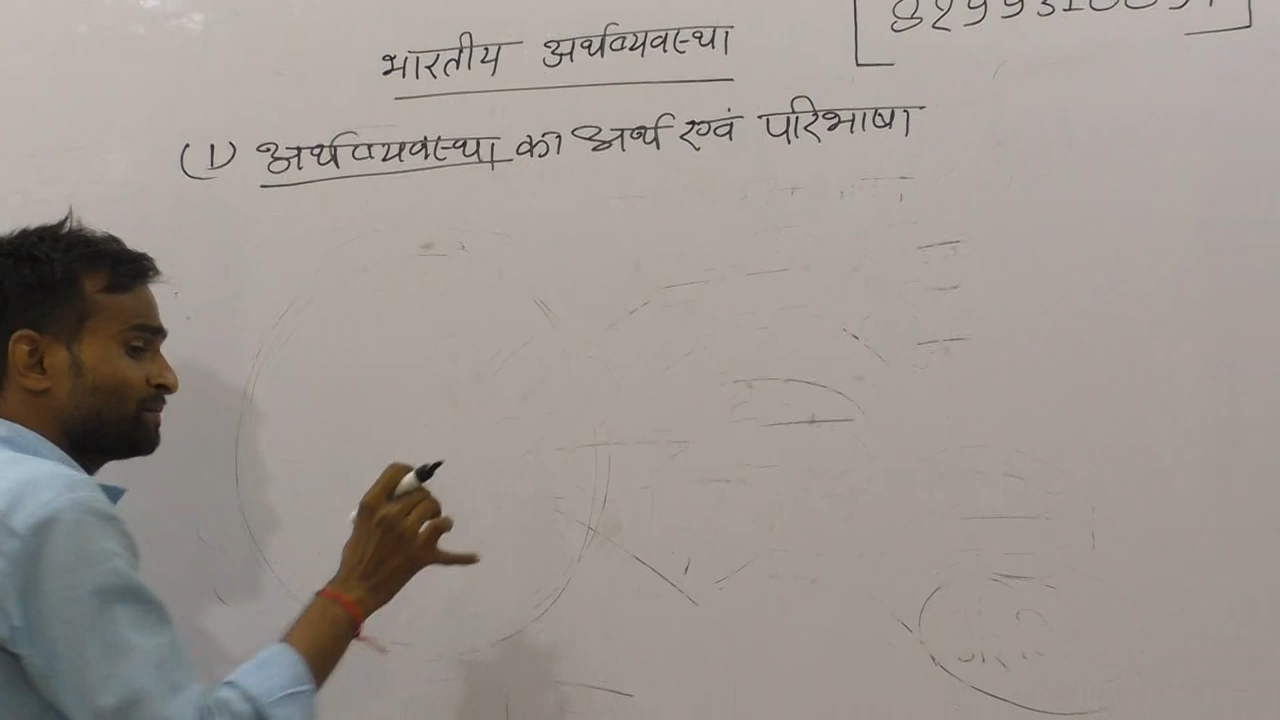 भारतीय अर्थव्यवस्था
(1) अर्थव्यवस्था का अर्थ एवं परिभाषा